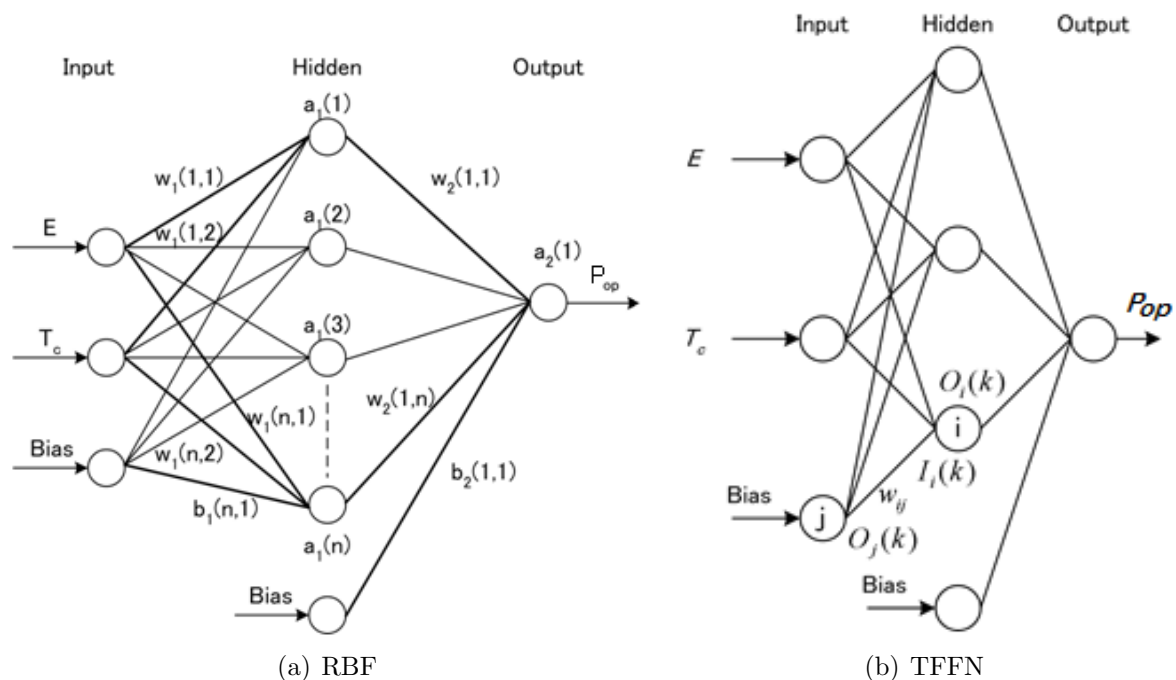 Input Hidden Output
a₁(1)
w₁(1,1)
w₂(1,1)
E
w₁(1,2)
a₁(2)
a₂(1)
Pₒₚ
T꜀
a₁(3)
w₁(n,1)
w₂(1,n)
Bias
w₁(n,2)
b₁(n,1)
b₂(1,1)
a₁(n)
Bias
(a) RBF
Input Hidden Output
E
T꜀
Pop
Oᵢ(k)
i
Iᵢ(k)
Bias
j
wᵢⱼ
Oⱼ(k)
Bias
(b) TFFN